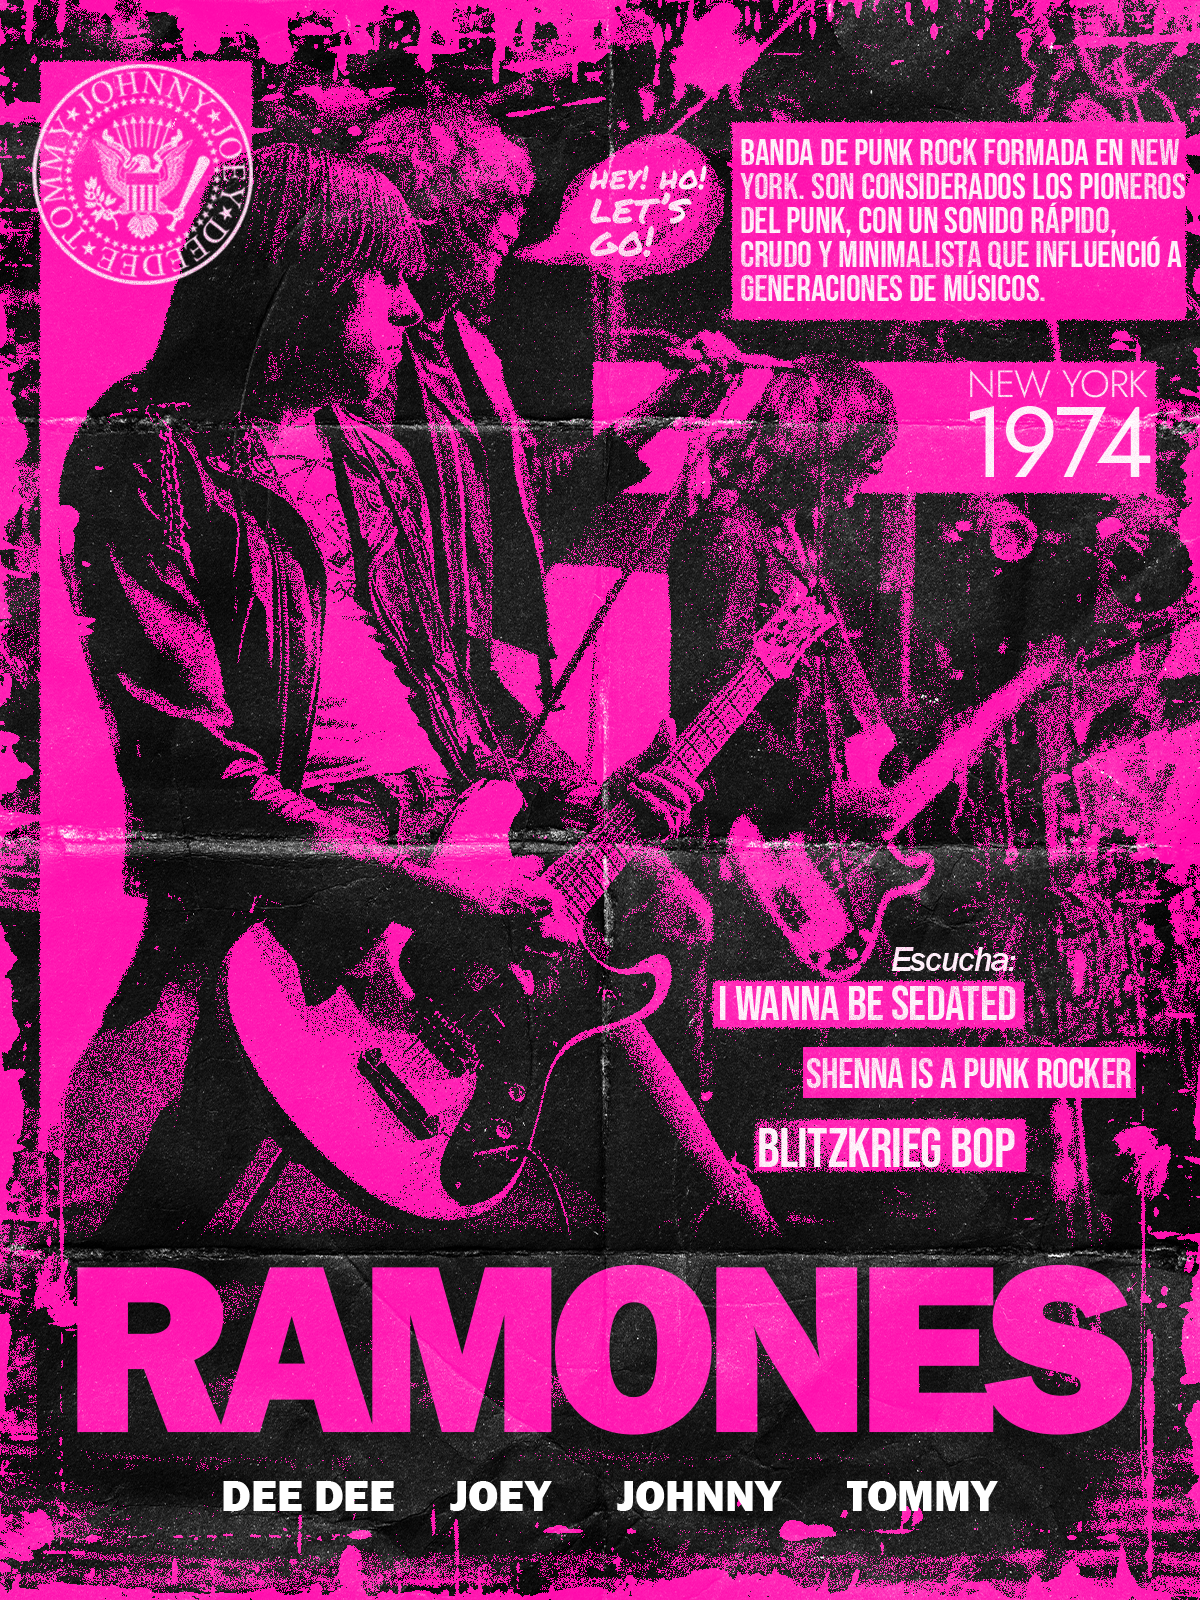 JOHNNY ★ JOEY ★ DEEDEE ★ TOMMY ★
HEY! HO!
LET'S
GO!
BANDA DE PUNK ROCK FORMADA EN NEW
YORK. SON CONSIDERADOS LOS PIONEROS
DEL PUNK, CON UN SONIDO RÁPIDO,
CRUDO Y MINIMALISTA QUE INFLUENCIÓ A
GENERACIONES DE MÚSICOS.
NEW YORK
1974
Escucha:
I WANNA BE SEDATED
SHENNA IS A PUNK ROCKER
BLITZKRIEG BOP
RAMONES
DEE DEE JOEY JOHNNY TOMMY